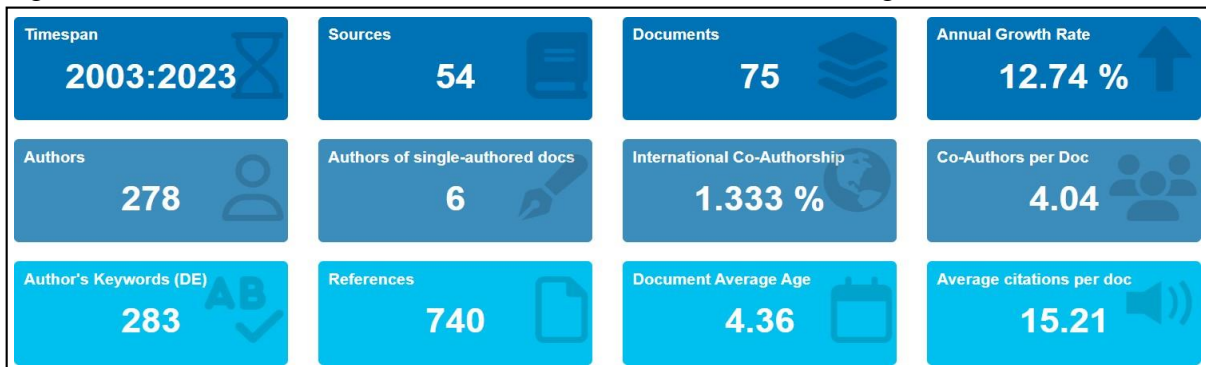 Timespan
2003:2023
Sources
54
Documents
75
Annual Growth Rate
12.74 %
Authors
278
Authors of single-authored docs
6
International Co-Authorship
1.333 %
Co-Authors per Doc
4.04
Author's Keywords (DE)
AB
283
References
740
Document Average Age
4.36
Average citations per doc
15.21